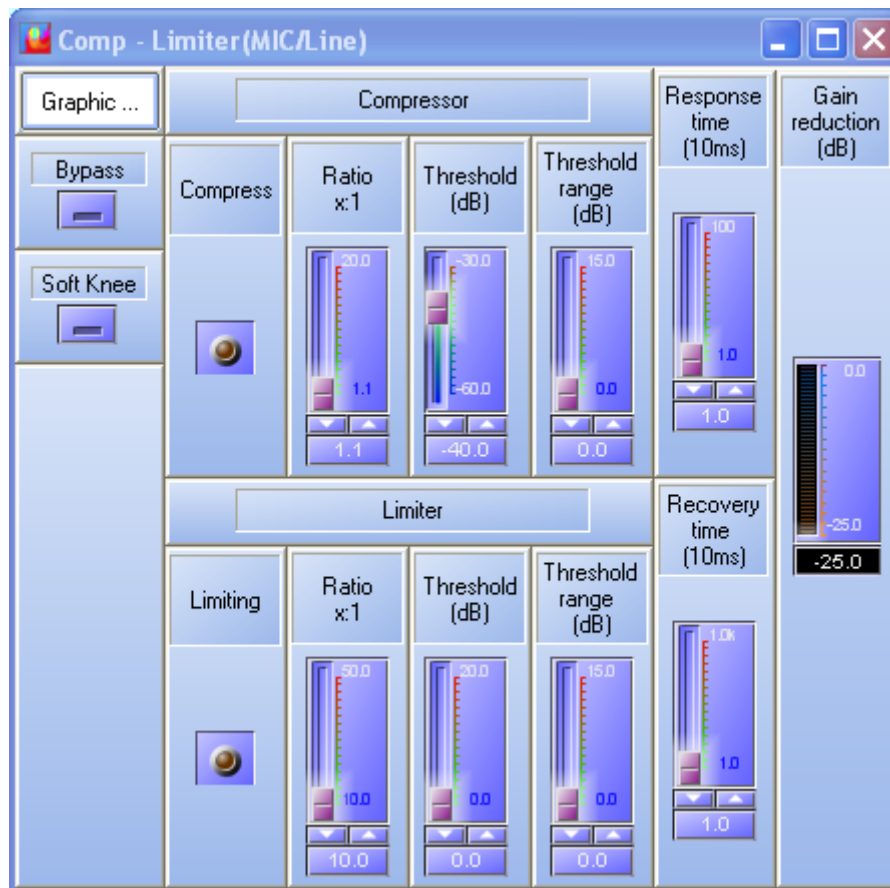 Comp - Limiter(MIC/Line)
Graphic ...
Bypass
Soft Knee
Compressor
Compress
Ratio
x:1
20.0
1.1
1.1
Threshold
(dB)
-30.0
-60.0
-40.0
Threshold
range
(dB)
15.0
0.0
0.0
Response
time
(10ms)
100
1.0
1.0
Gain
reduction
(dB)
0.0
-25.0
-25.0
Limiter
Limiting
Ratio
x:1
50.0
10.0
10.0
Threshold
(dB)
20.0
0.0
0.0
Threshold
range
(dB)
15.0
0.0
0.0
Recovery
time
(10ms)
1.0k
1.0
1.0